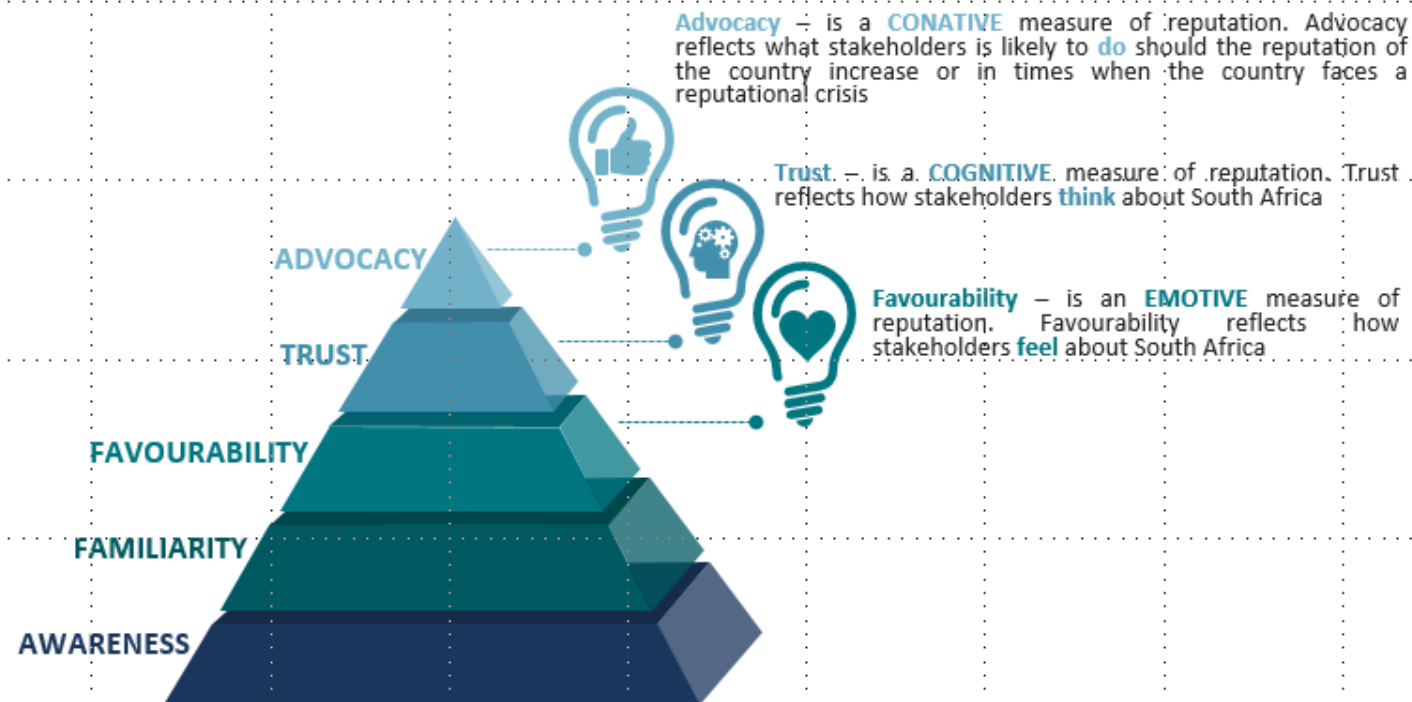 Advocacy – is a CONATIVE measure of reputation. Advocacy
reflects what stakeholders is likely to do should the reputation of
the country increase or in times when the country faces a
reputational crisis
Trust – is a COGNITIVE measure of reputation. Trust
reflects how stakeholders think about South Africa
Favourability – is an EMOTIVE measure of
reputation. Favourability reflects how
stakeholders feel about South Africa
ADVOCACY
TRUST
FAVOURABILITY
FAMILIARITY
AWARENESS